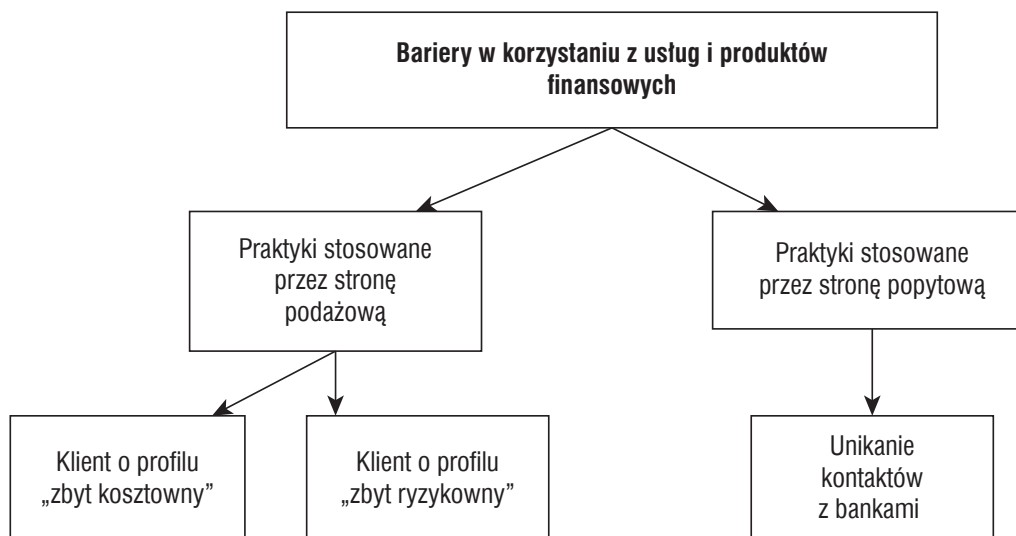 Bariery w korzystaniu z usług i produktów
finansowych
Praktyki stosowane
przez stronę
podażową
Praktyki stosowane
przez stronę popytową
Klient o profilu
„zbyt kosztowny”
Klient o profilu
„zbyt ryzykowny”
Unikanie
kontaktów
z bankami